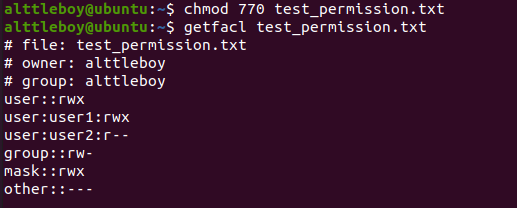 alttleboy@ubuntu:~$ chmod 770 test_permission.txt
alttleboy@ubuntu:~$ getfacl test_permission.txt
# file: test_permission.txt
# owner: alttleboy
# group: alttleboy
user::rwx
user:user1:rwx
user:user2:r--
group::rw-
mask::rwx
other::---